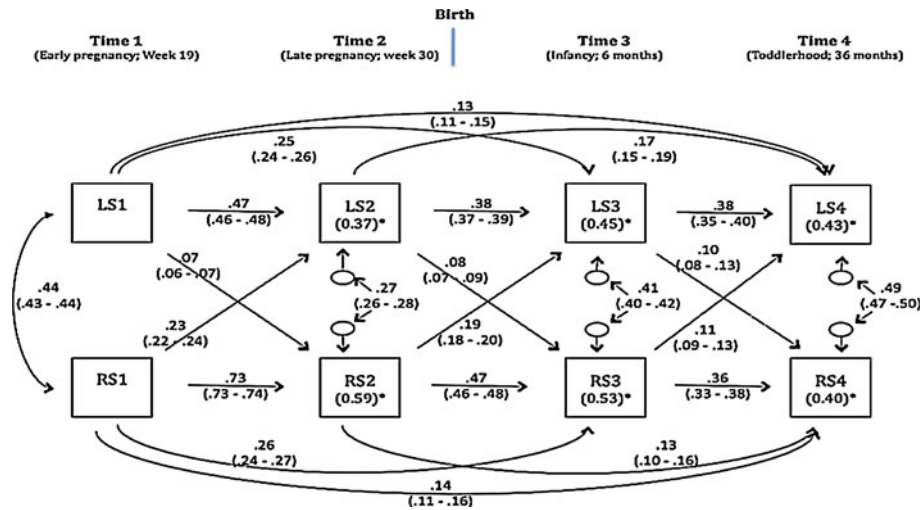 Birth
Time 1
(Early pregnancy; Week 19)
Time 2
(Late pregnancy; week 30)
Time 3
(Infancy; 6 months)
Time 4
(Toddlerhood; 36 months)
.13
(.11 - .15)
.25
(.24 - .26)
.17
(.15 - .19)
LS1
.47
(.46 - .48)
LS2
(0.37)*
.38
(.37 - .39)
LS3
(0.45)*
.38
(.35 - .40)
LS4
(0.43)*
.07
(.06 - .07)
.08
(.07 - .09)
.10
(.08 - .13)
.44
(.43 - .44)
.27
(.26 - .28)
.41
(.40 - .42)
.49
(.47 - .50)
.23
(.22 - .24)
.19
(.18 - .20)
.11
(.09 - .13)
RS1
.73
(.73 - .74)
RS2
(0.59)*
.47
(.46 - .48)
RS3
(0.53)*
.36
(.33 - .38)
RS4
(0.40)*
.26
(.24 - .27)
.13
(.10 - .16)
.14
(.11 - .16)